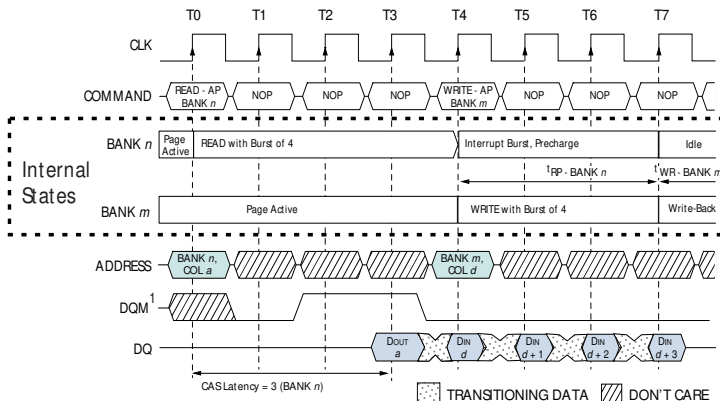 T0 T1 T2 T3 T4 T5 T6 T7
CLK
COMMAND READ - AP BANK n NOP NOP NOP WRITE - AP BANK m NOP NOP NOP
Internal States
BANK n Page Active READ with Burst of 4 Interrupt Burst, Precharge Idle
tRP - BANK n tWR - BANK m
BANK m Page Active WRITE with Burst of 4 Write-Back
ADDRESS BANK n, COL a BANK m, COL d
DQM1
DQ DOUT a DIN d DIN d + 1 DIN d + 2 DIN d + 3
CAS Latency = 3 (BANK n)
TRANSITIONING DATA DON'T CARE